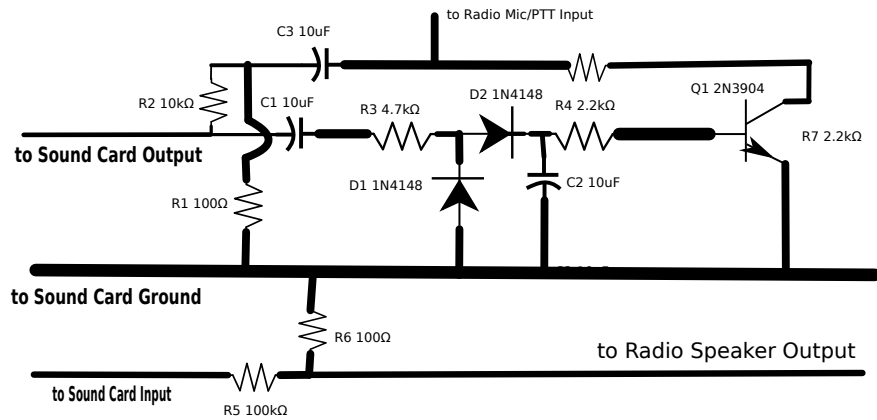 to Radio Mic/PTT Input
C3 10uF
D2 1N4148
Q1 2N3904
R2 10kΩ
C1 10uF
R3 4.7kΩ
R4 2.2kΩ
R7 2.2kΩ
to Sound Card Output
D1 1N4148
C2 10uF
R1 100Ω
to Sound Card Ground
R6 100Ω
to Radio Speaker Output
to Sound Card Input
R5 100kΩ